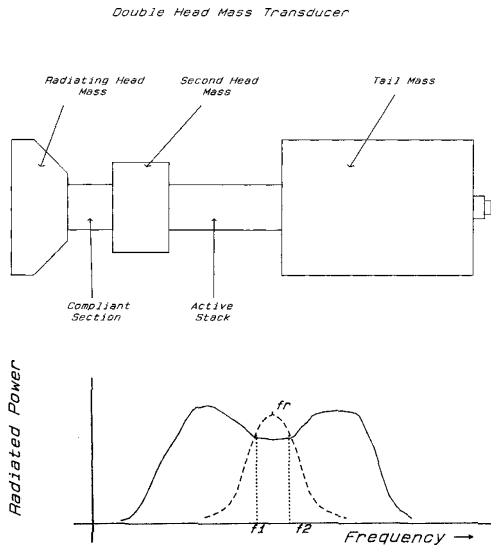 Double Head Mass Transducer
Radiating Head
Mass
Second Head
Mass
Tail Mass
Compliant
Section
Active
Stack
Radiated Power
fr
f1
f2
Frequency →